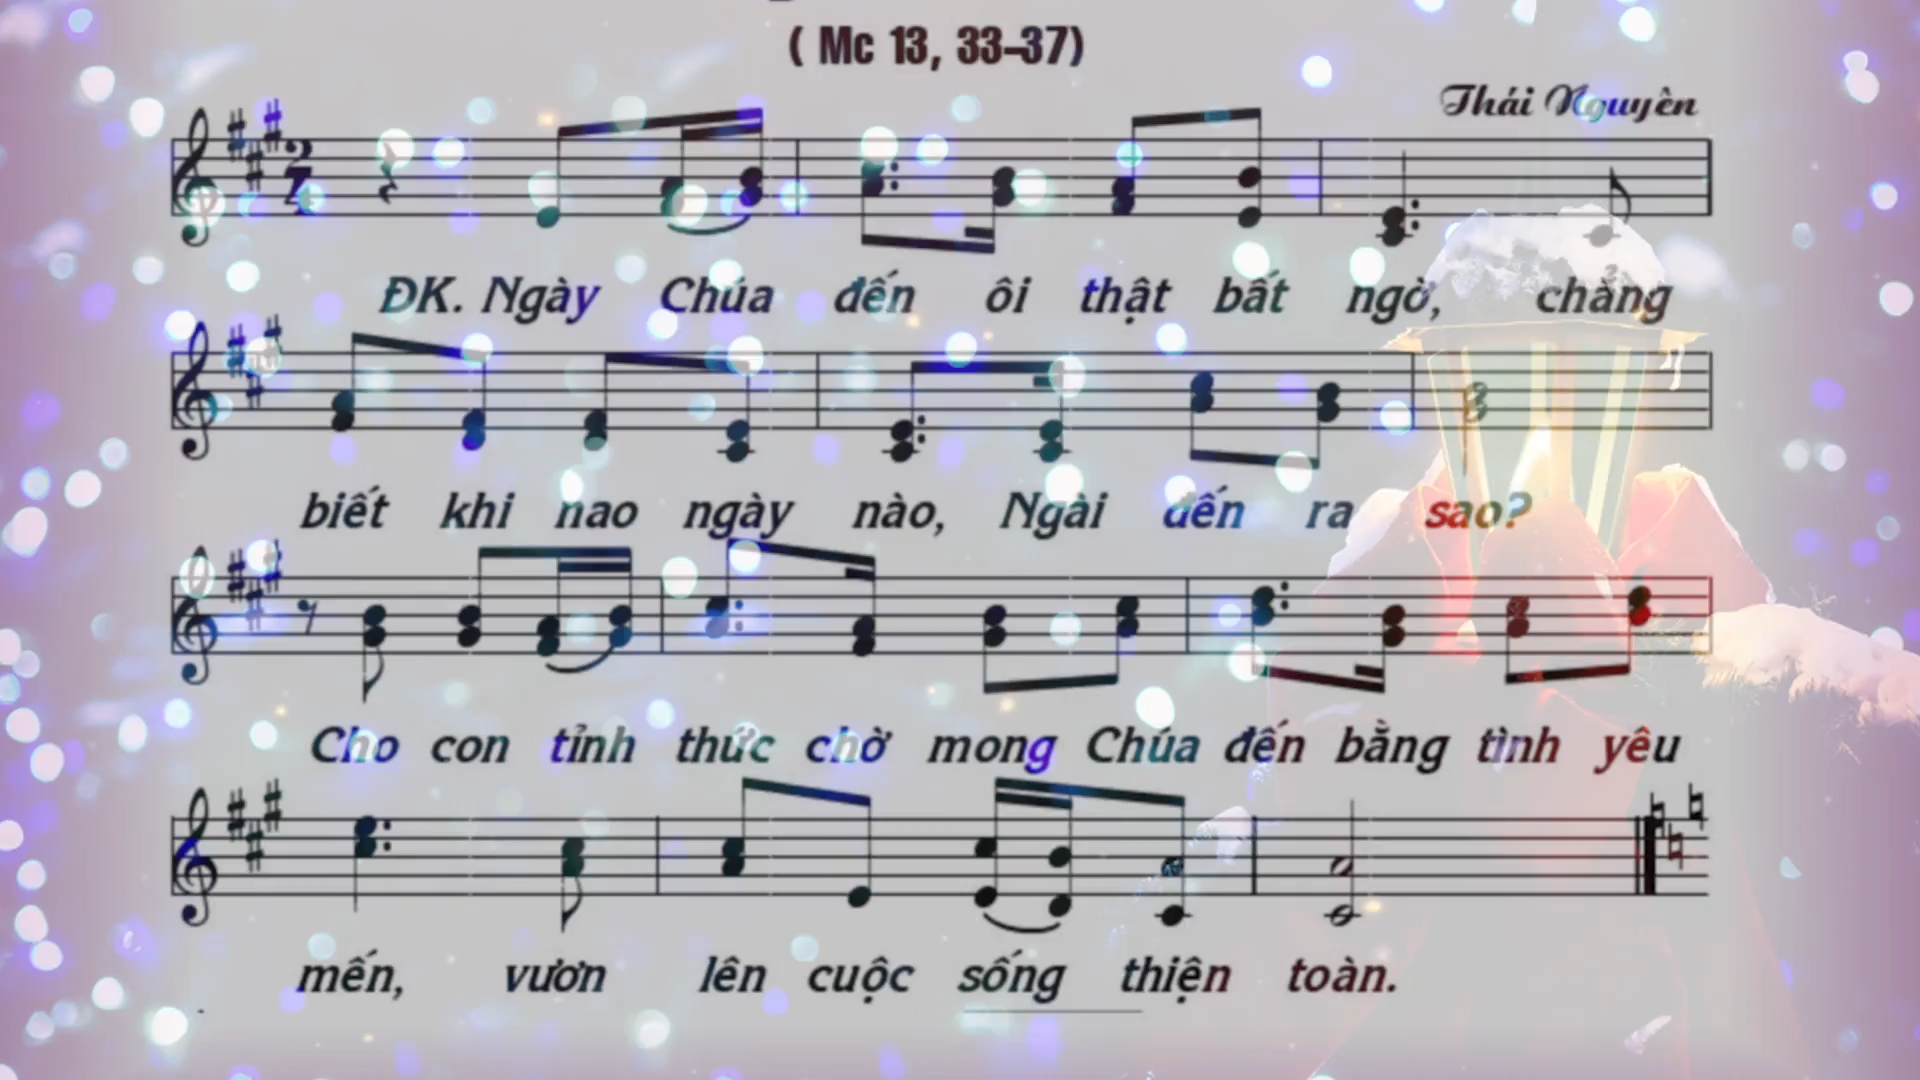 ( Mc 13, 33-37)
Thái Nguyên
ĐK. Ngày Chúa đến ôi thật bất ngờ, chẳng
biết khi nao ngày nào, Ngài đến ra sao?
Cho con tỉnh thức chờ mong Chúa đến bằng tình yêu
mến, vươn lên cuộc sống thiện toàn.